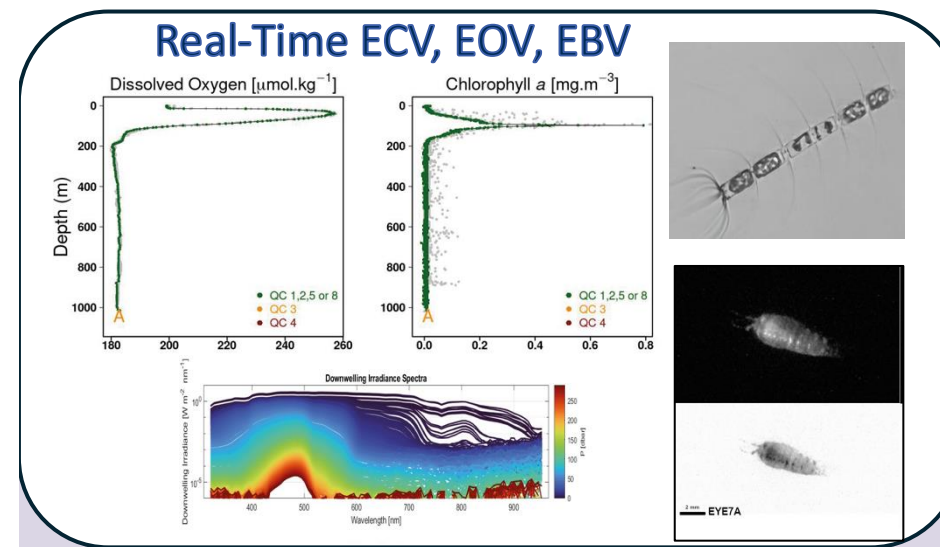 Real-Time ECV, EOV, EBV
Dissolved Oxygen [µmol.kg⁻¹]
Depth (m)
0
200
400
600
800
1000
A
QC 1,2,5 or 8
QC 3
QC 4
180
200
220
240
260
Chlorophyll a [mg.m⁻³]
0
200
400
600
800
1000
A
QC 1,2,5 or 8
QC 3
QC 4
0.0
0.2
0.4
0.6
0.8
Downwelling Irradiance Spectra
Downwelling Irradiance [W m⁻² nm⁻¹]
10⁰
10⁻⁵
400
500
600
700
800
900
Wavelength [nm]
250
200
150
100
50
0
P [dbar]
2 mm
EYE7A